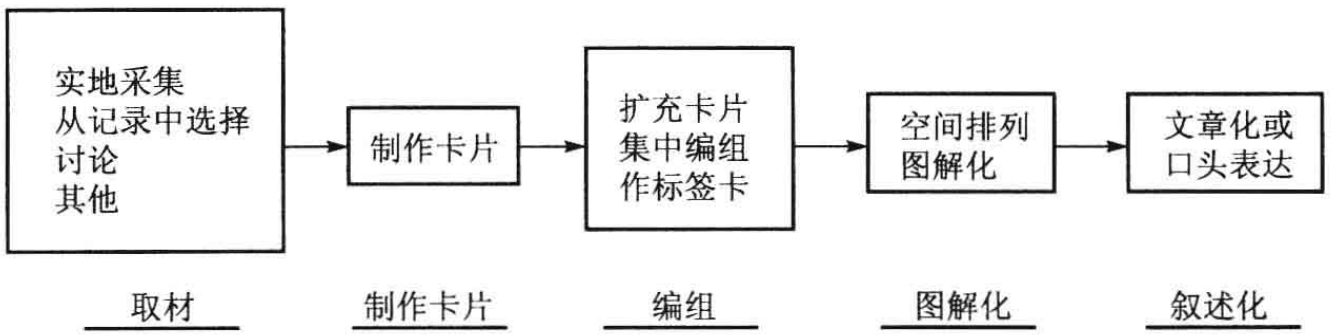 实地采集
从记录中选择
讨论
其他
制作卡片
扩充卡片
集中编组
作标签卡
空间排列
图解化
文章化或
口头表达
取材
制作卡片
编组
图解化
叙述化